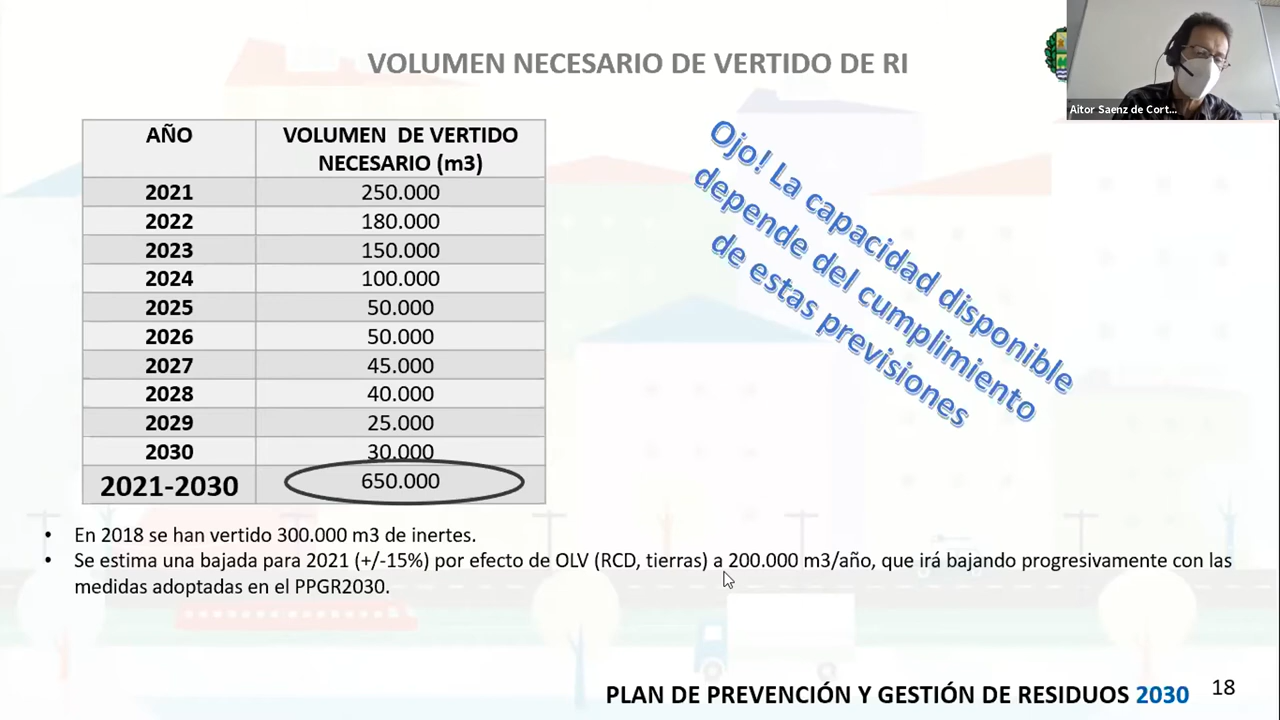 VOLUMEN NECESARIO DE VERTIDO DE RI
Aitor Saenz de Cort...
AÑO VOLUMEN DE VERTIDO
NECESARIO (m3)
2021 250.000
2022 180.000
2023 150.000
2024 100.000
2025 50.000
2026 50.000
2027 45.000
2028 40.000
2029 25.000
2030 30.000
2021-2030 650.000
Ojo! La capacidad disponible
depende del cumplimiento
de estas previsiones
• En 2018 se han vertido 300.000 m3 de inertes.
• Se estima una bajada para 2021 (+/-15%) por efecto de OLV (RCD, tierras) a 200.000 m3/año, que irá bajando progresivamente con las
medidas adoptadas en el PPGR2030.
PLAN DE PREVENCIÓN Y GESTIÓN DE RESIDUOS 2030 18